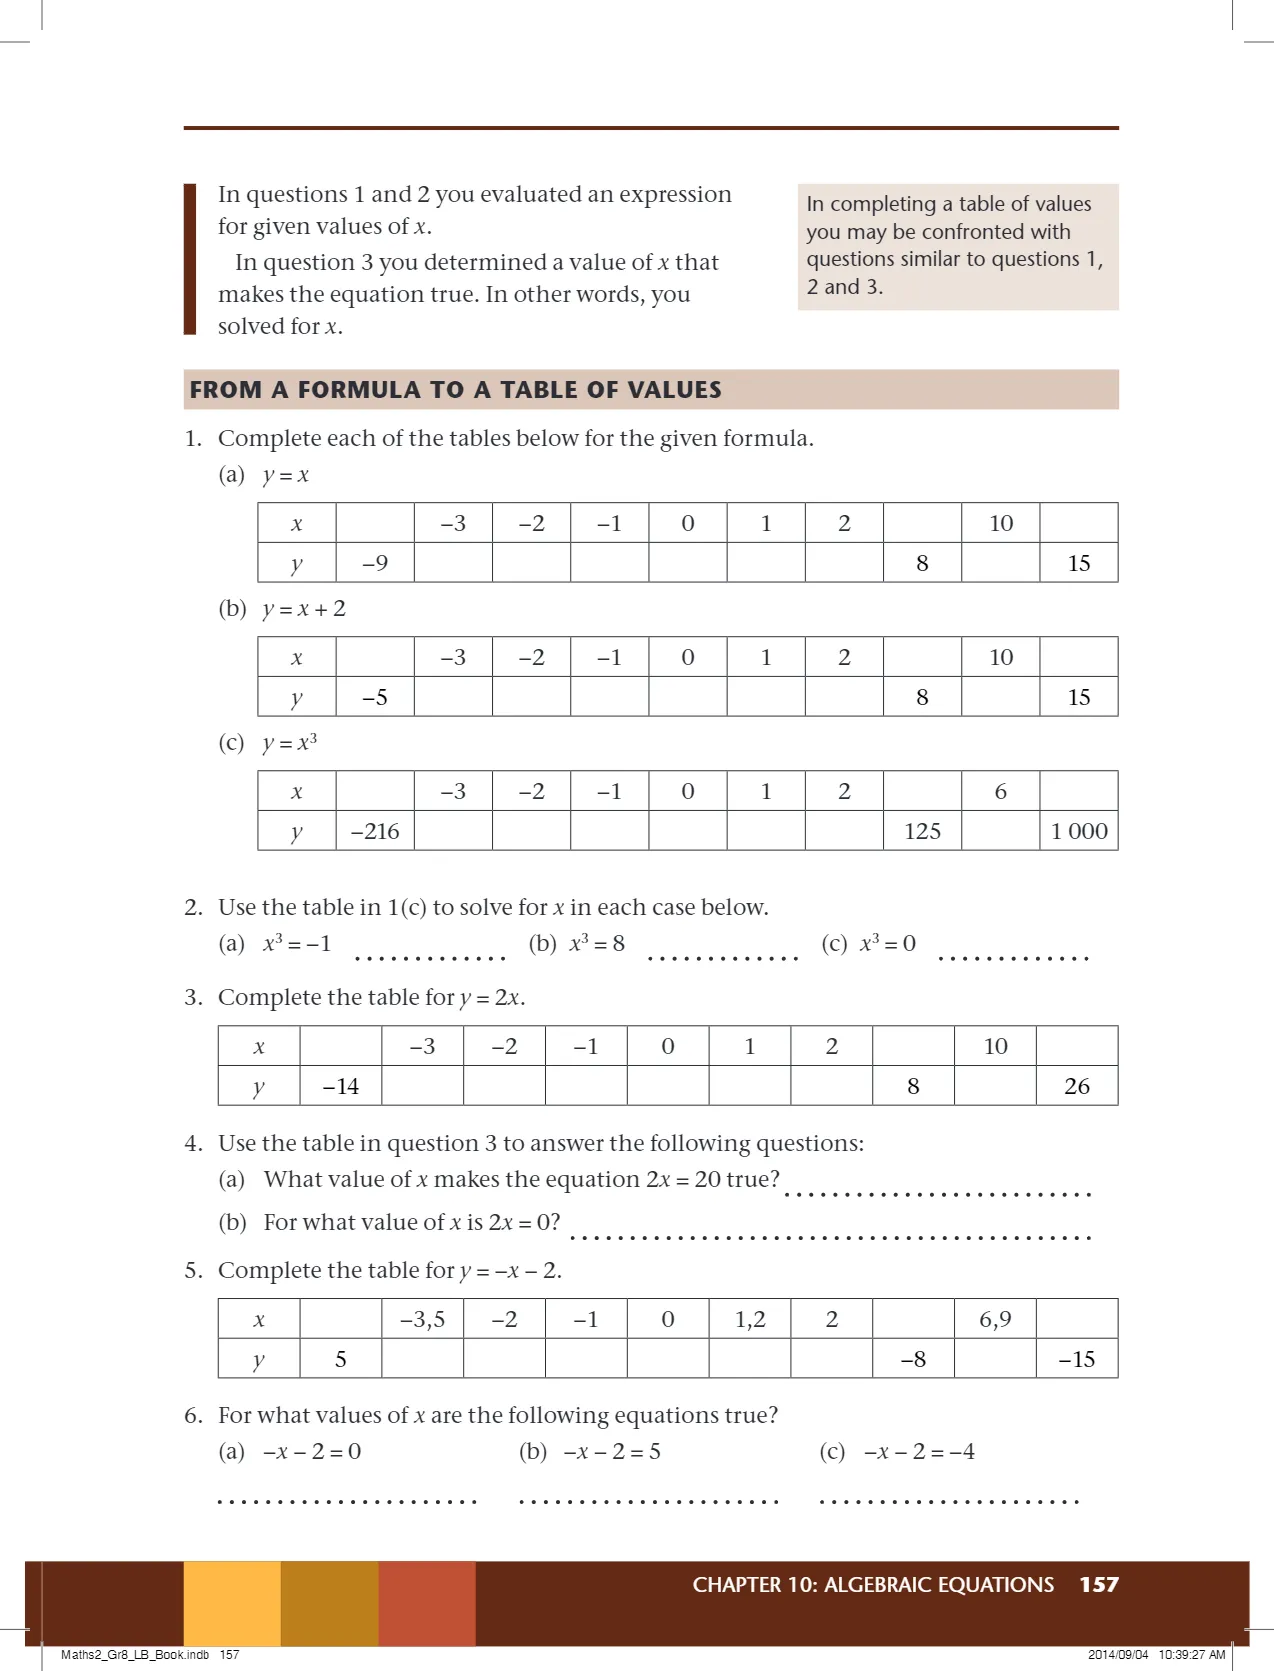 In questions 1 and 2 you evaluated an expression
for given values of x.
In question 3 you determined a value of x that
makes the equation true. In other words, you
solved for x.
In completing a table of values
you may be confronted with
questions similar to questions 1,
2 and 3.
FROM A FORMULA TO A TABLE OF VALUES
1. Complete each of the tables below for the given formula.
(a) y = x
x –3 –2 –1 0 1 2 10
y –9 8 15
(b) y = x + 2
x –3 –2 –1 0 1 2 10
y –5 8 15
(c) y = x³
x –3 –2 –1 0 1 2 6
y –216 125 1 000
2. Use the table in 1(c) to solve for x in each case below.
(a) x³ = –1 ............. (b) x³ = 8 ............. (c) x³ = 0 .............
3. Complete the table for y = 2x.
x –3 –2 –1 0 1 2 10
y –14 8 26
4. Use the table in question 3 to answer the following questions:
(a) What value of x makes the equation 2x = 20 true? ..........................
(b) For what value of x is 2x = 0? ............................................
5. Complete the table for y = –x – 2.
x –3,5 –2 –1 0 1,2 2 6,9
y 5 –8 –15
6. For what values of x are the following equations true?
(a) –x – 2 = 0 (b) –x – 2 = 5 (c) –x – 2 = –4
...................... ...................... ......................
CHAPTER 10: ALGEBRAIC EQUATIONS 157
Maths2_Gr8_LB_Book.indb 157 2014/09/04 10:39:27 AM